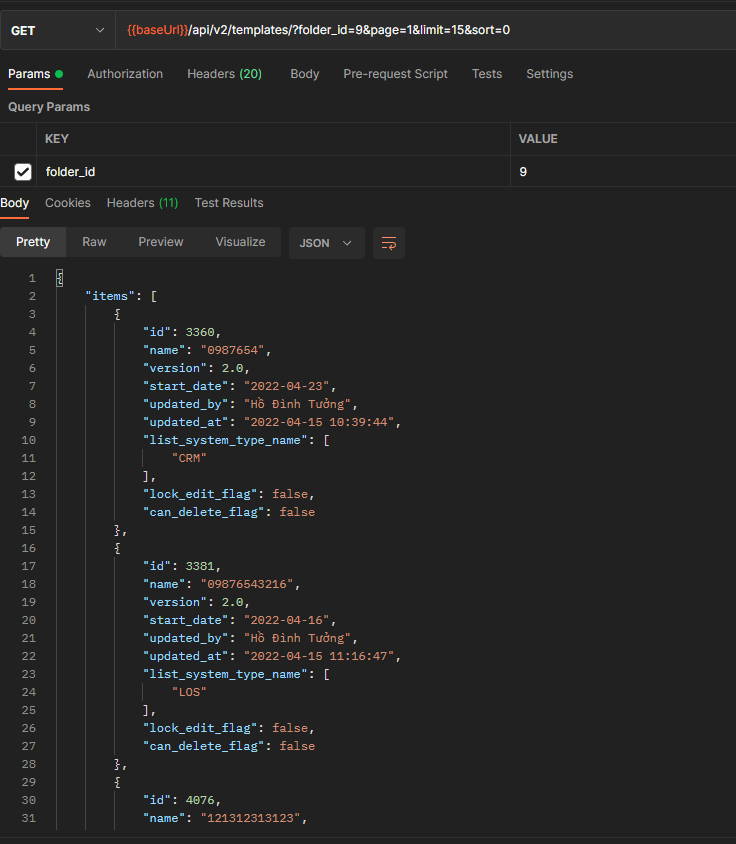 GET {{baseUrl}}/api/v2/templates/?folder_id=9&page=1&limit=15&sort=0
Params Authorization Headers (20) Body Pre-request Script Tests Settings
Query Params
KEY VALUE
folder_id 9
Body Cookies Headers (11) Test Results
Pretty Raw Preview Visualize JSON
1 {
2 "items": [
3 {
4 "id": 3360,
5 "name": "0987654",
6 "version": 2.0,
7 "start_date": "2022-04-23",
8 "updated_by": "Hồ Đình Tưởng",
9 "updated_at": "2022-04-15 10:39:44",
10 "list_system_type_name": [
11 "CRM"
12 ],
13 "lock_edit_flag": false,
14 "can_delete_flag": false
15 },
16 {
17 "id": 3381,
18 "name": "09876543216",
19 "version": 2.0,
20 "start_date": "2022-04-16",
21 "updated_by": "Hồ Đình Tưởng",
22 "updated_at": "2022-04-15 11:16:47",
23 "list_system_type_name": [
24 "LOS"
25 ],
26 "lock_edit_flag": false,
27 "can_delete_flag": false
28 },
29 {
30 "id": 4076,
31 "name": "121312313123",